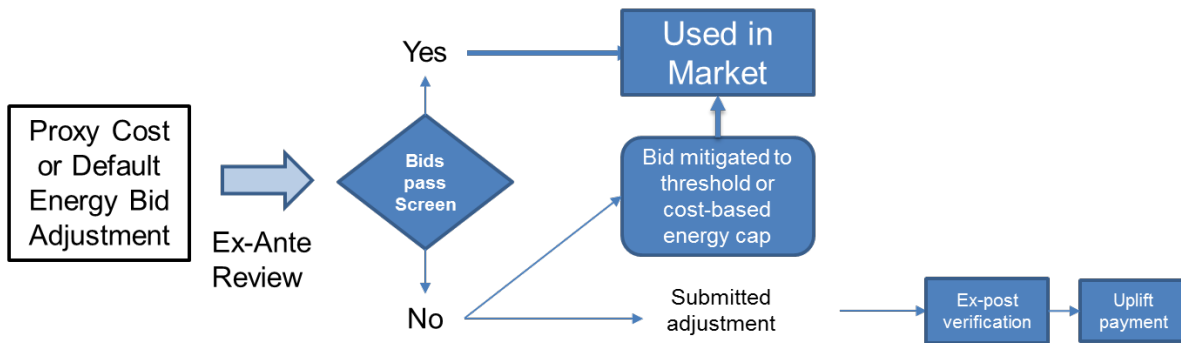 Proxy Cost
or Default
Energy Bid
Adjustment
Ex-Ante
Review
Yes
Bids
pass
Screen
No
Used in
Market
Bid mitigated to
threshold or
cost-based
energy cap
Submitted
adjustment
Ex-post
verification
Uplift
payment